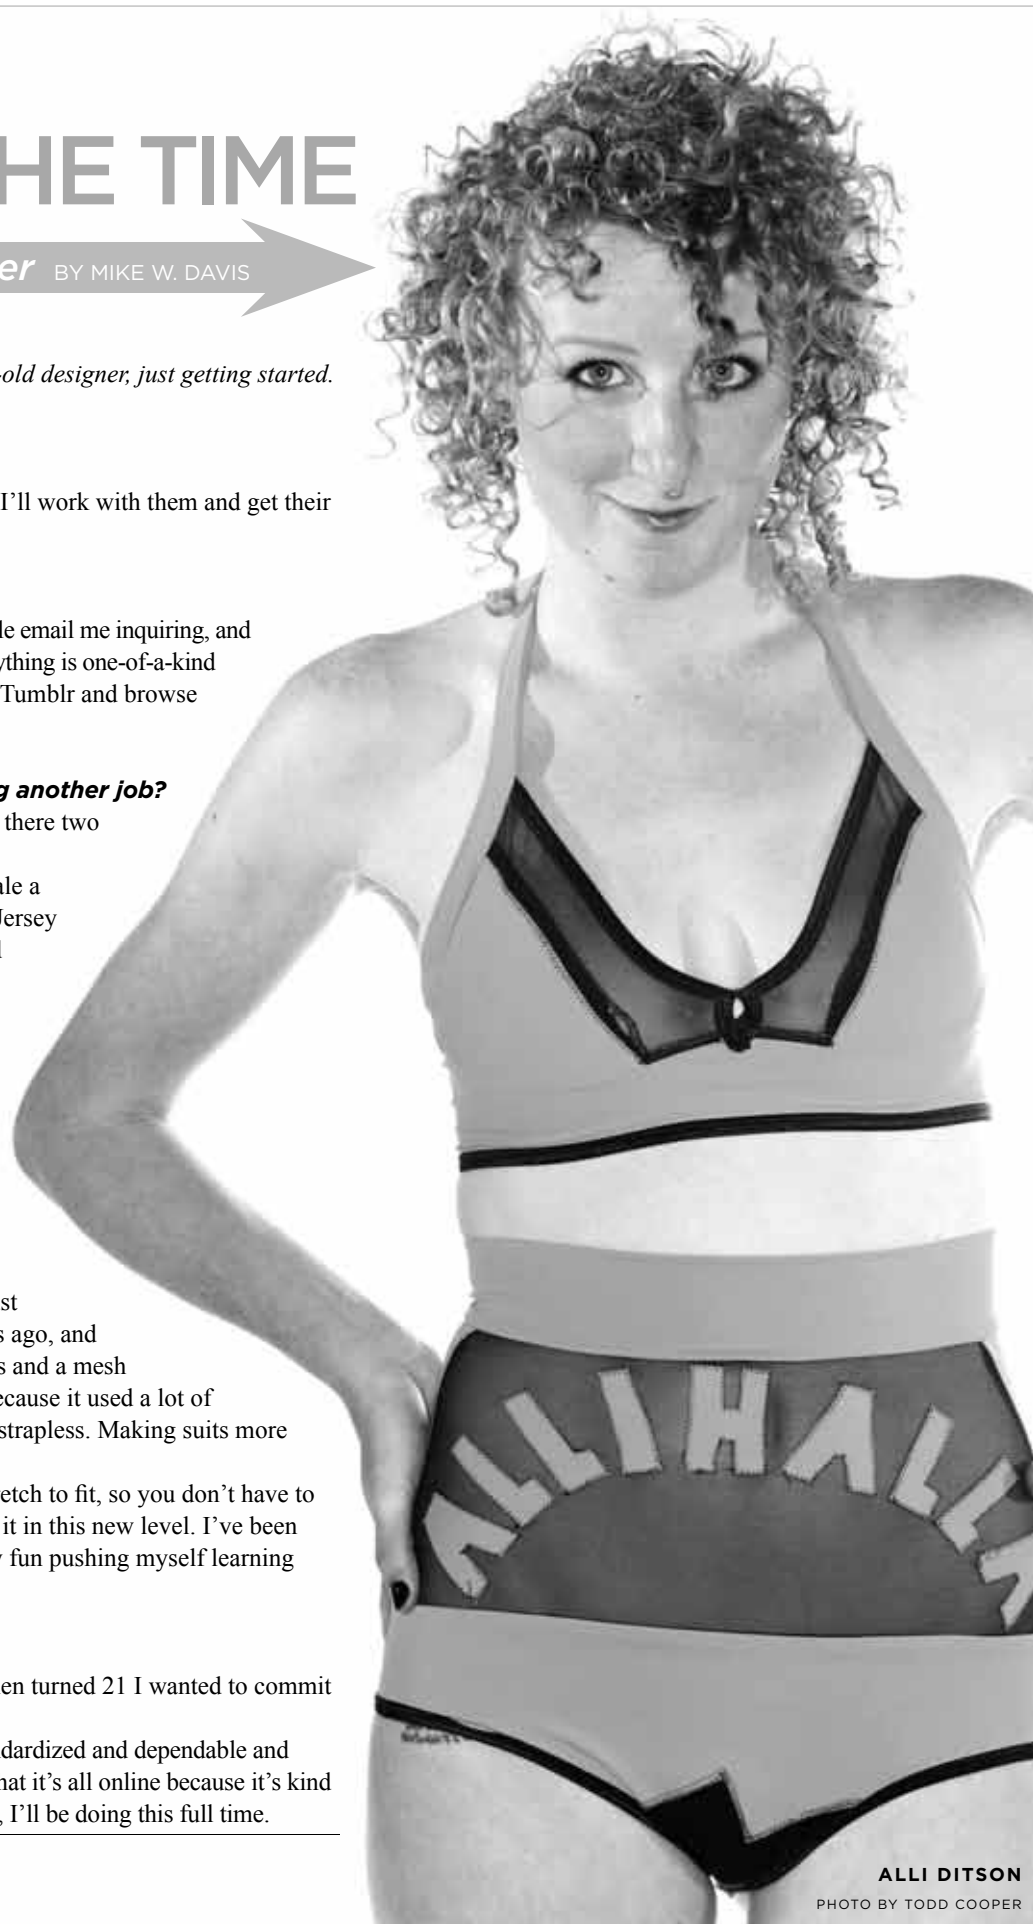 HE TIME
er BY MIKE W. DAVIS
-old designer, just getting started.
I’ll work with them and get their
le email me inquiring, and
ything is one-of-a-kind
Tumblr and browse
g another job?
there two
ale a
Jersey
l
st
s ago, and
s and a mesh
ecause it used a lot of
strapless. Making suits more
etch to fit, so you don’t have to
it in this new level. I’ve been
y fun pushing myself learning
en turned 21 I wanted to commit
dardized and dependable and
hat it’s all online because it’s kind
, I’ll be doing this full time.
ALLIHALLA
ALLI DITSON
PHOTO BY TODD COOPER